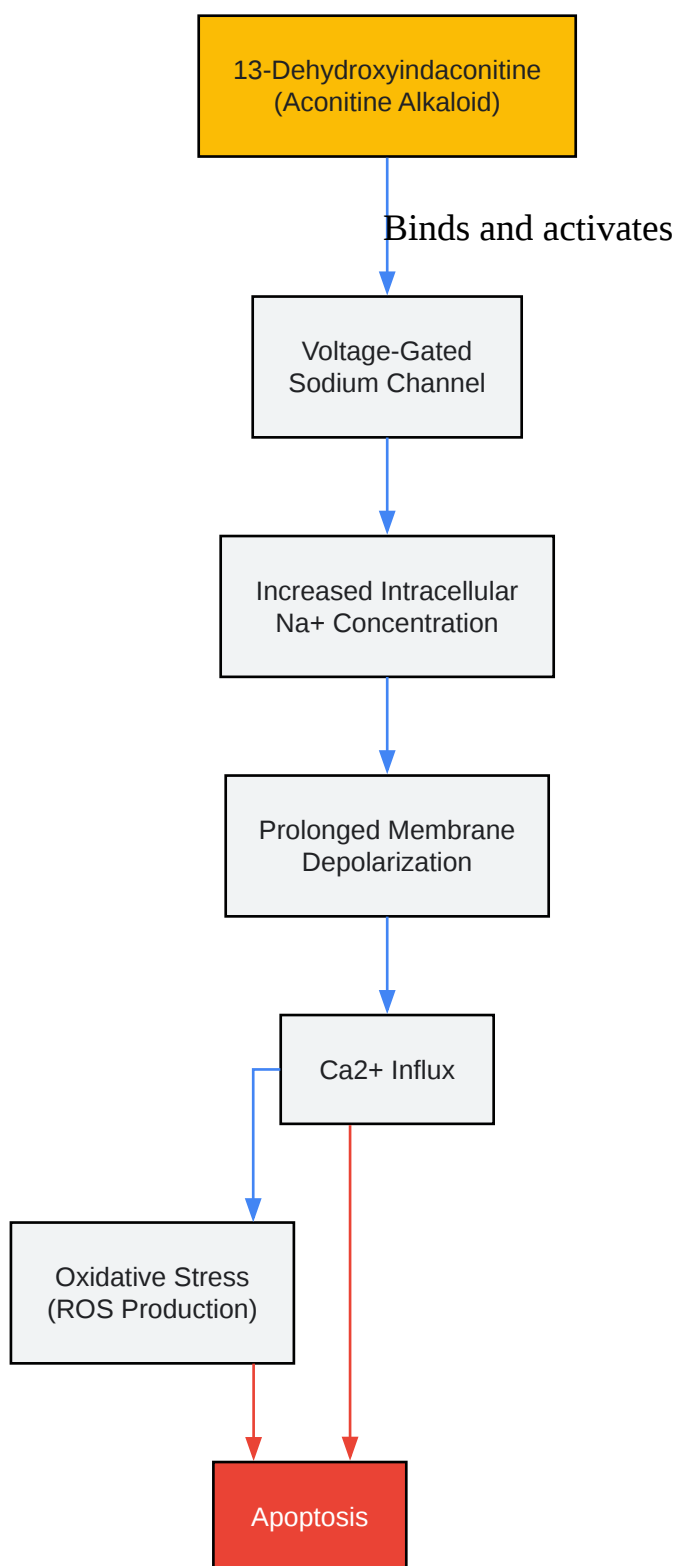 13-Dehydroxyindaconitine
(Aconitine Alkaloid)
Binds and activates
Voltage-Gated
Sodium Channel
Increased Intracellular
Na+ Concentration
Prolonged Membrane
Depolarization
Ca2+ Influx
Oxidative Stress
(ROS Production)
Apoptosis